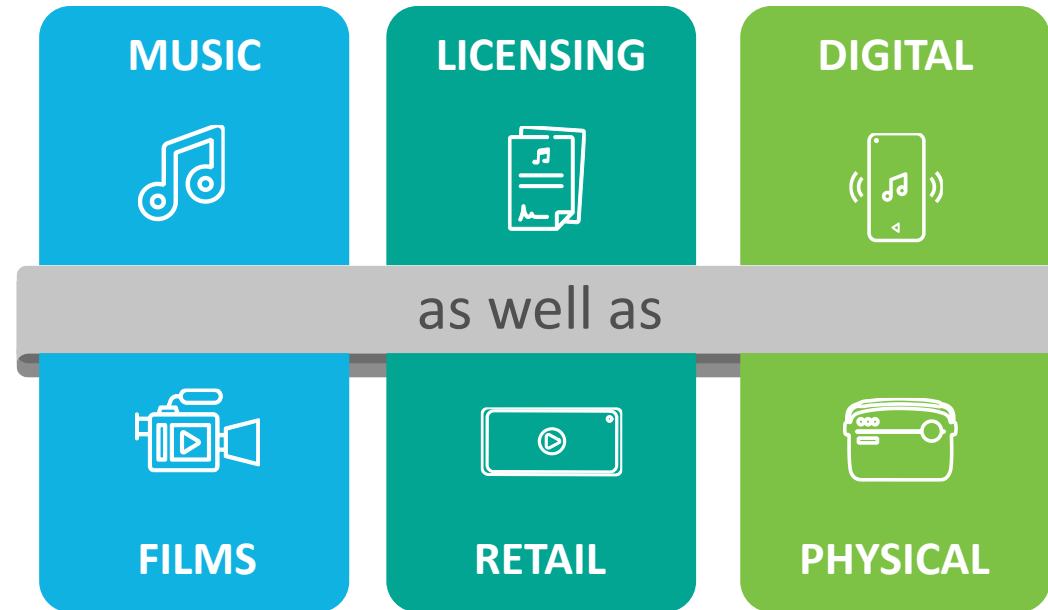 MUSIC
LICENSING
DIGITAL
as well as
FILMS
RETAIL
PHYSICAL